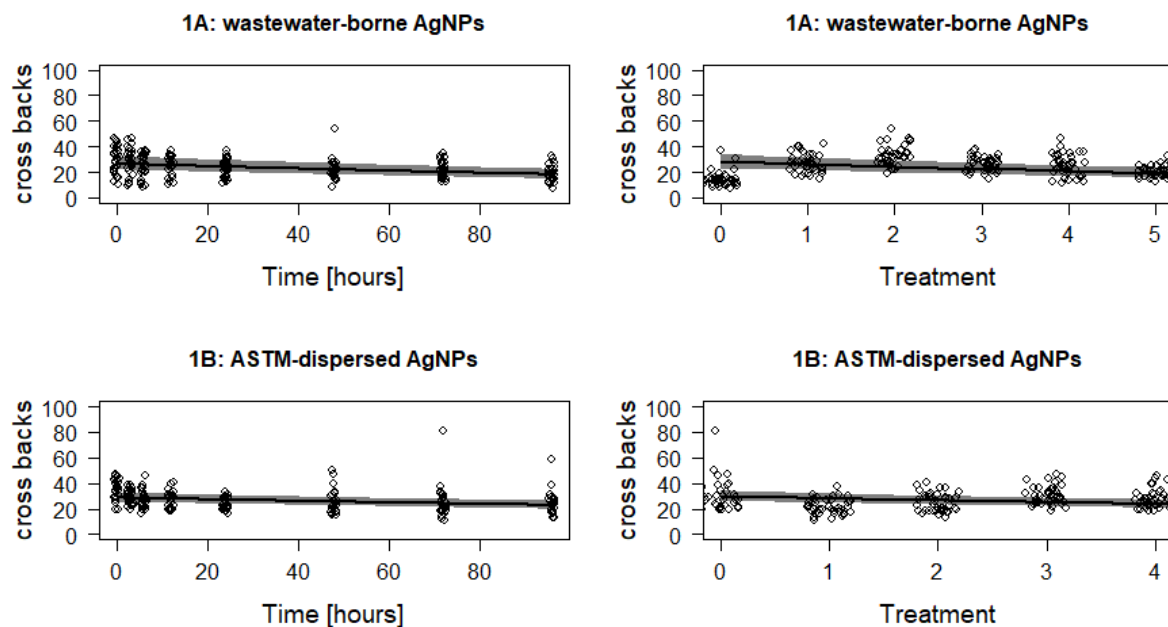 1A: wastewater-borne AgNPs
cross backs
100
80
60
40
20
0
0 20 40 60 80
Time [hours]
1A: wastewater-borne AgNPs
cross backs
100
80
60
40
20
0
0 1 2 3 4 5
Treatment
1B: ASTM-dispersed AgNPs
cross backs
100
80
60
40
20
0
0 20 40 60 80
Time [hours]
1B: ASTM-dispersed AgNPs
cross backs
100
80
60
40
20
0
0 1 2 3 4
Treatment